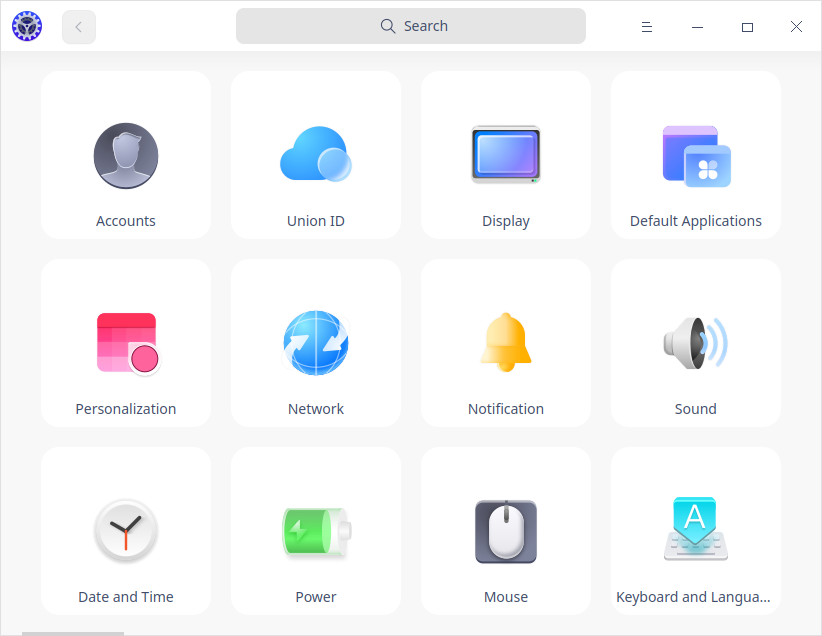 Search
Accounts
Union ID
Display
Default Applications
Personalization
Network
Notification
Sound
Date and Time
Power
Mouse
A
Keyboard and Langua...